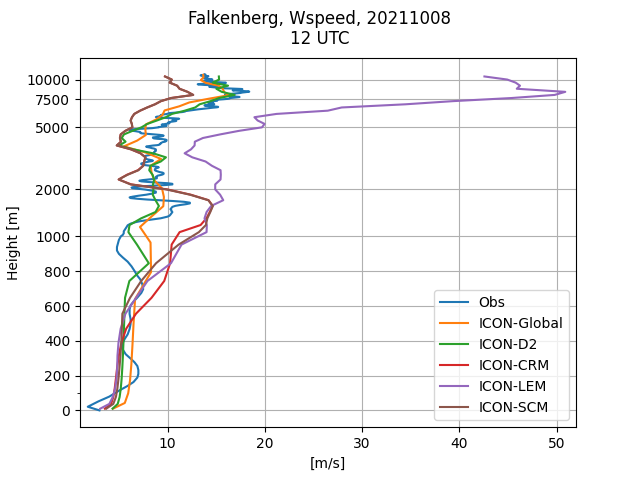 Falkenberg, Wspeed, 20211008
12 UTC
10000
7500
5000
2000
1000
800
600
400
200
0
Height [m]
10
20
30
40
50
[m/s]
Obs
ICON-Global
ICON-D2
ICON-CRM
ICON-LEM
ICON-SCM